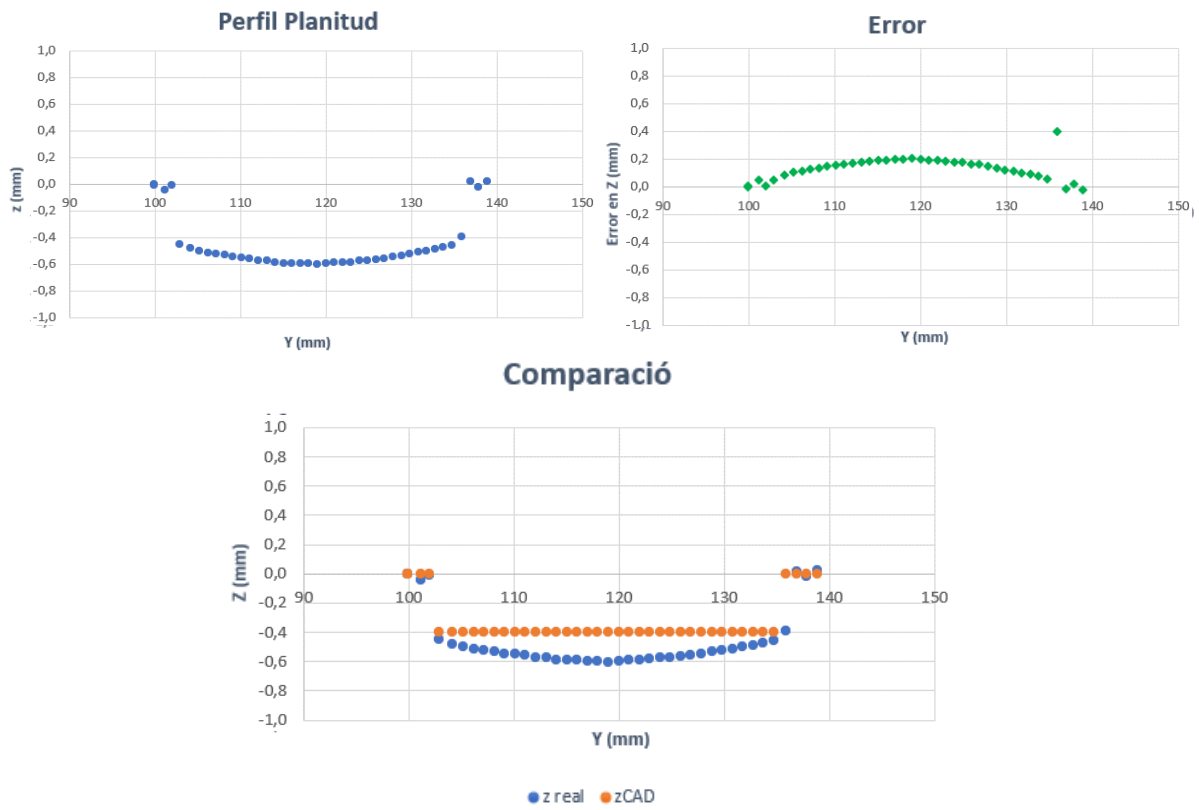 Perfil Planitud
1,0
0,8
0,6
0,4
0,2
0,0
-0,2
-0,4
-0,6
-0,8
-1,0
z (mm)
90 100 110 120 130 140 150
Y (mm)
Error
1,0
0,8
0,6
0,4
0,2
0,0
-0,2
-0,4
-0,6
-0,8
-1,0
Error en Z (mm)
90 100 110 120 130 140 150
Y (mm)
Comparació
1,0
0,8
0,6
0,4
0,2
0,0
-0,2
-0,4
-0,6
-0,8
-1,0
Z (mm)
90 100 110 120 130 140 150
Y (mm)
z real zCAD